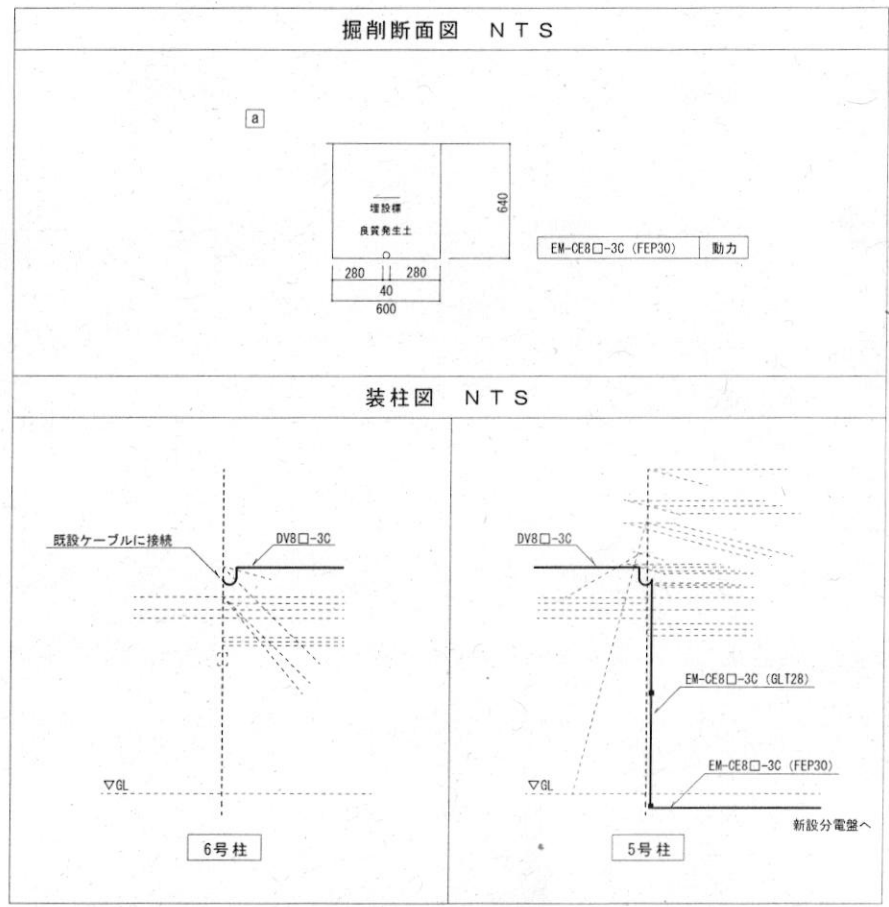 掘削断面図 NTS
a
埋設標
良質発生土
640
280
280
40
600
EM-CE8□-3C (FEP30)
動力
装柱図 NTS
既設ケーブルに接続
DV8□-3C
▽GL
6号柱
DV8□-3C
EM-CE8□-3C (GLT28)
EM-CE8□-3C (FEP30)
▽GL
新設分電盤へ
5号柱